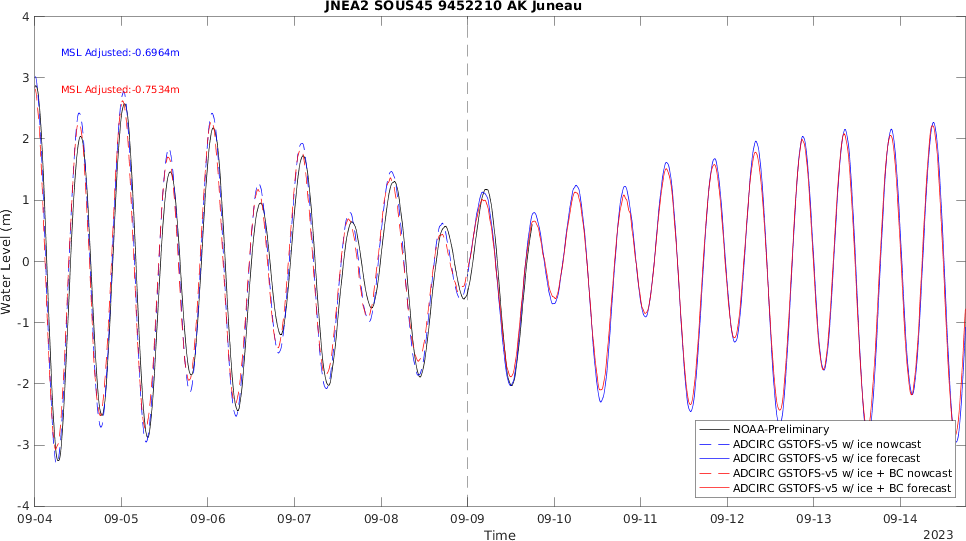 JNEA2 SOUS45 9452210 AK Juneau
4
MSL Adjusted:-0.6964m
3
MSL Adjusted:-0.7534m
2
1
0
-1
-2
-3
-4
Water Level (m)
NOAA-Preliminary
ADCIRC GSTOFS-v5 w/ ice nowcast
ADCIRC GSTOFS-v5 w/ ice forecast
ADCIRC GSTOFS-v5 w/ ice + BC nowcast
ADCIRC GSTOFS-v5 w/ ice + BC forecast
09-04 09-05 09-06 09-07 09-08 09-09 09-10 09-11 09-12 09-13 09-14
Time
2023